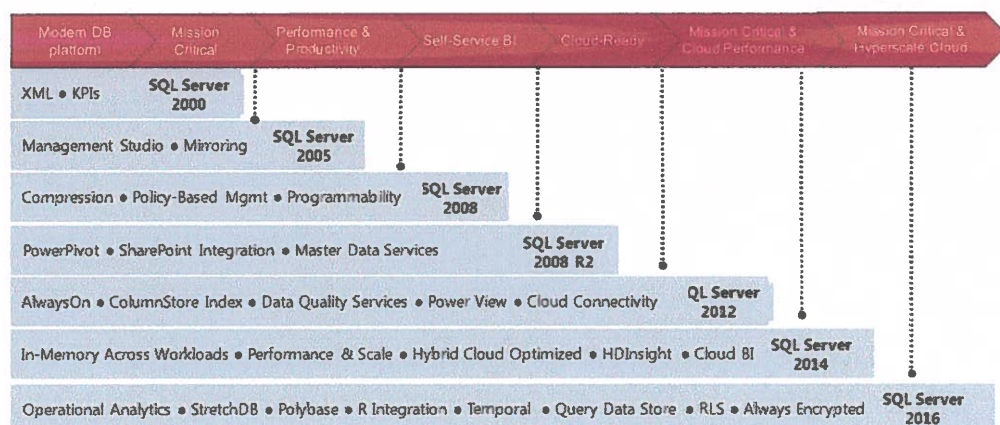 Modern DB platform
Mission Critical
Performance & Productivity
Self-Service BI
Cloud-Ready
Mission Critical & Cloud Performance
Mission Critical & Hyperscale Cloud
XML • KPIs
SQL Server 2000
Management Studio • Mirroring
SQL Server 2005
Compression • Policy-Based Mgmt • Programmability
SQL Server 2008
PowerPivot • SharePoint Integration • Master Data Services
SQL Server 2008 R2
AlwaysOn • ColumnStore Index • Data Quality Services • Power View • Cloud Connectivity
QL Server 2012
In-Memory Across Workloads • Performance & Scale • Hybrid Cloud Optimized • HDInsight • Cloud BI
SQL Server 2014
Operational Analytics • StretchDB • Polybase • R Integration • Temporal • Query Data Store • RLS • Always Encrypted
SQL Server 2016